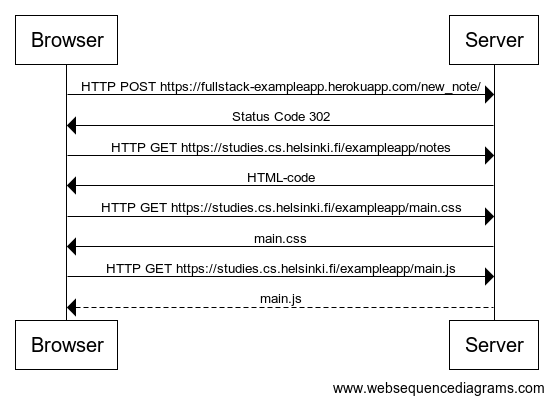 Browser
Server
HTTP POST https://fullstack-exampleapp.herokuapp.com/new_note/
Status Code 302
HTTP GET https://studies.cs.helsinki.fi/exampleapp/notes
HTML-code
HTTP GET https://studies.cs.helsinki.fi/exampleapp/main.css
main.css
HTTP GET https://studies.cs.helsinki.fi/exampleapp/main.js
main.js
Browser
Server
www.websequencediagrams.com